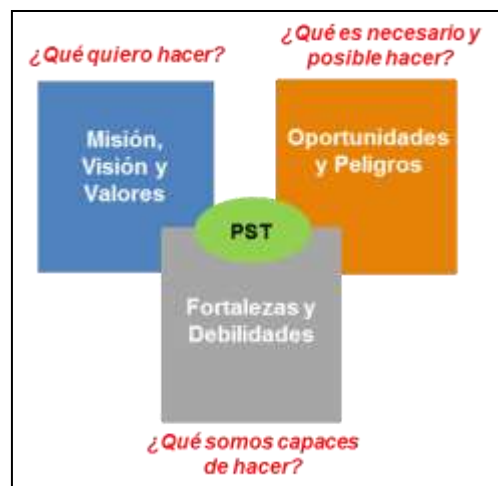 ¿Qué quiero hacer?
¿Qué es necesario y
posible hacer?
Misión,
Visión y
Valores
Oportunidades
y Peligros
PST
Fortalezas y
Debilidades
¿Qué somos capaces
de hacer?